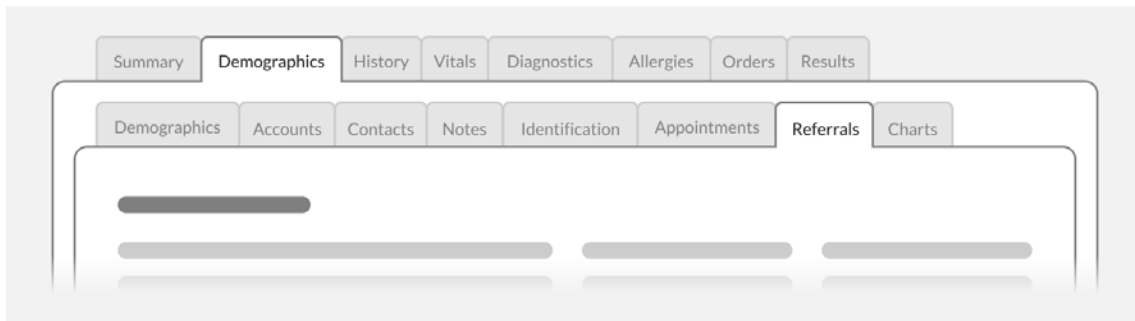 Summary Demographics History Vitals Diagnostics Allergies Orders Results
Demographics Accounts Contacts Notes Identification Appointments Referrals Charts